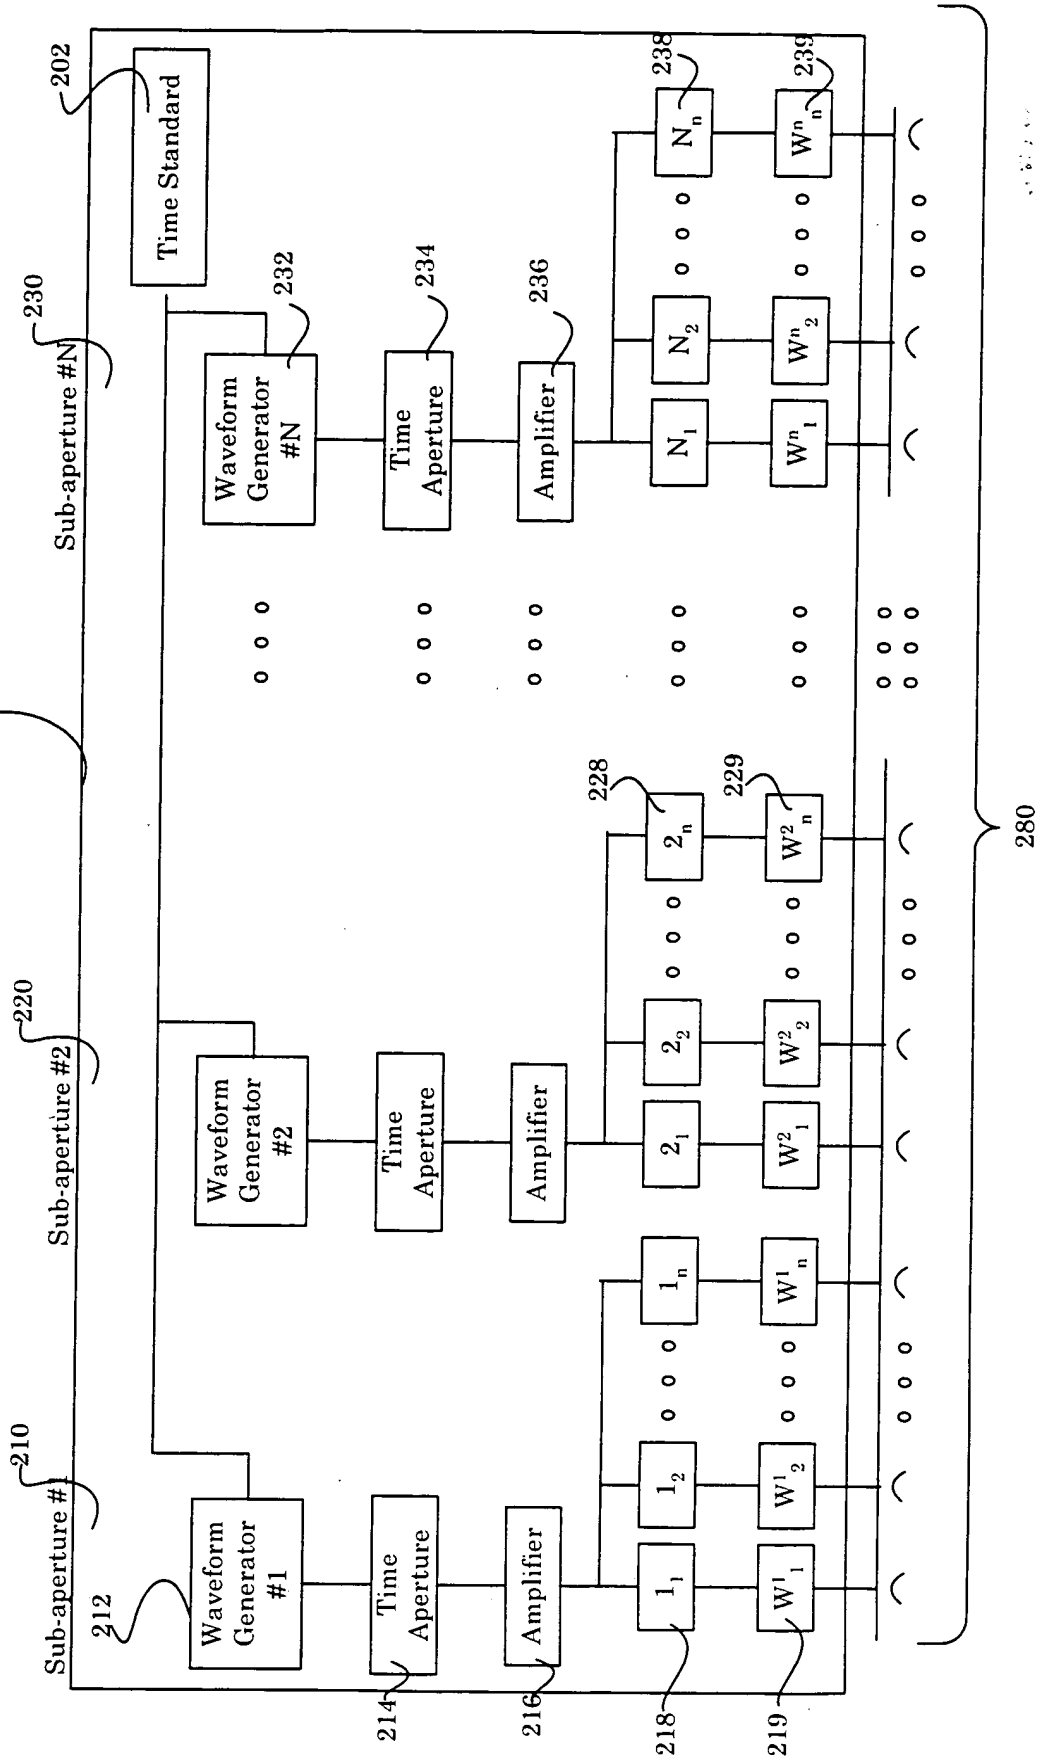 Sub-aperture #1
210
Sub-aperture #2
220
Sub-aperture #N
230
202
Time Standard
212
Waveform
Generator
#1
Waveform
Generator
#2
Waveform
Generator
#N
232
214
Time
Aperture
Time
Aperture
Time
Aperture
234
216
Amplifier
Amplifier
Amplifier
236
218
1₁
1₂
1ₙ
2₁
2₂
2ₙ
228
N₁
N₂
Nₙ
238
219
W¹₁
W¹₂
W¹ₙ
W²₁
W²₂
W²ₙ
229
Wⁿ₁
Wⁿ₂
Wⁿₙ
239
280